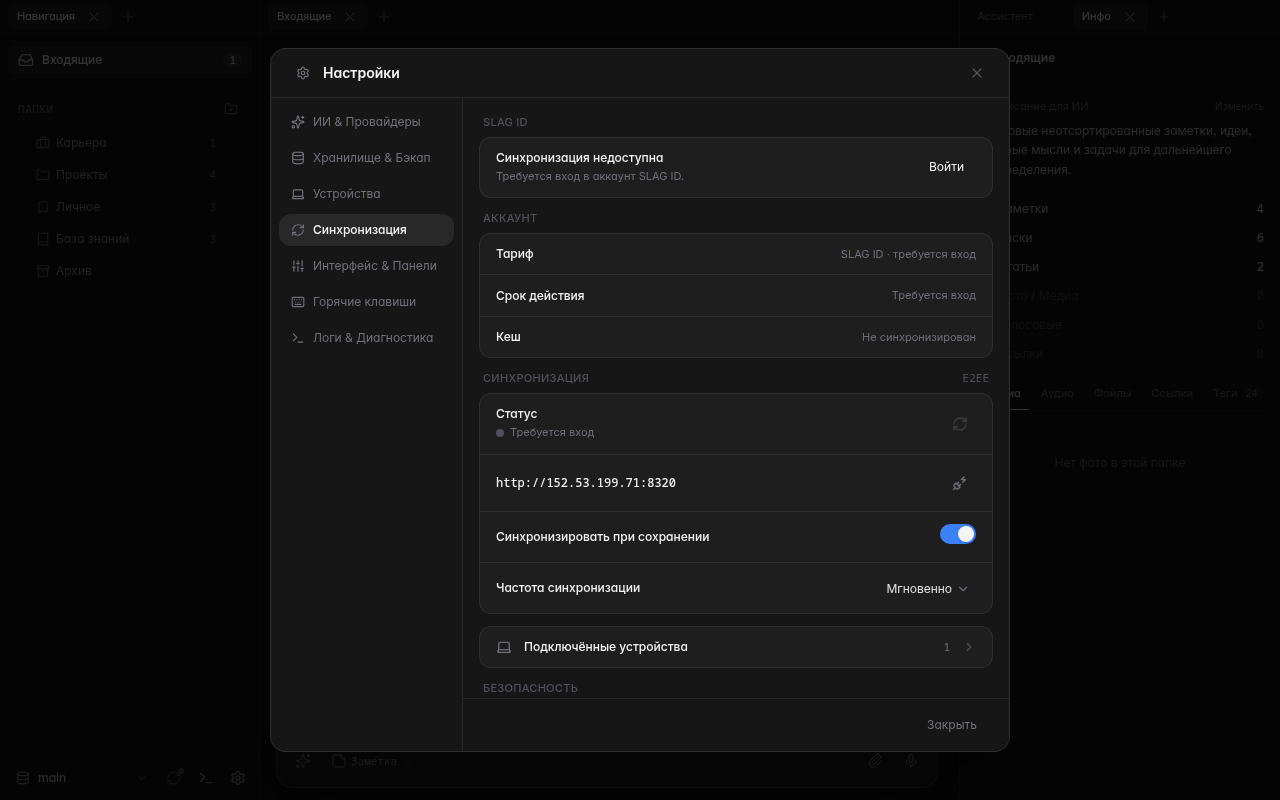 Навигация
Входящие
Ассистент
Инфо
Входящие
1
ПАПКИ
Карьера
1
Проекты
4
Личное
3
База знаний
3
Архив
main
Настройки
ИИ & Провайдеры
Хранилище & Бэкап
Устройства
Синхронизация
Интерфейс & Панели
Горячие клавиши
Логи & Диагностика
SLAG ID
Синхронизация недоступна
Требуется вход в аккаунт SLAG ID.
Войти
АККАУНТ
Тариф
SLAG ID · требуется вход
Срок действия
Требуется вход
Кеш
Не синхронизирован
СИНХРОНИЗАЦИЯ
E2EE
Статус
Требуется вход
http://152.53.199.71:8320
Синхронизировать при сохранении
Частота синхронизации
Мгновенно
Подключённые устройства
1
БЕЗОПАСНОСТЬ
Закрыть
Заметка
для ИИ
Изменить
неотсортированные заметки, идеи,
мысли и задачи для дальнейшего
4
6
2
/ Медиа
0
0
0
Аудио
Файлы
Ссылки
Теги
24
Нет фото в этой папке